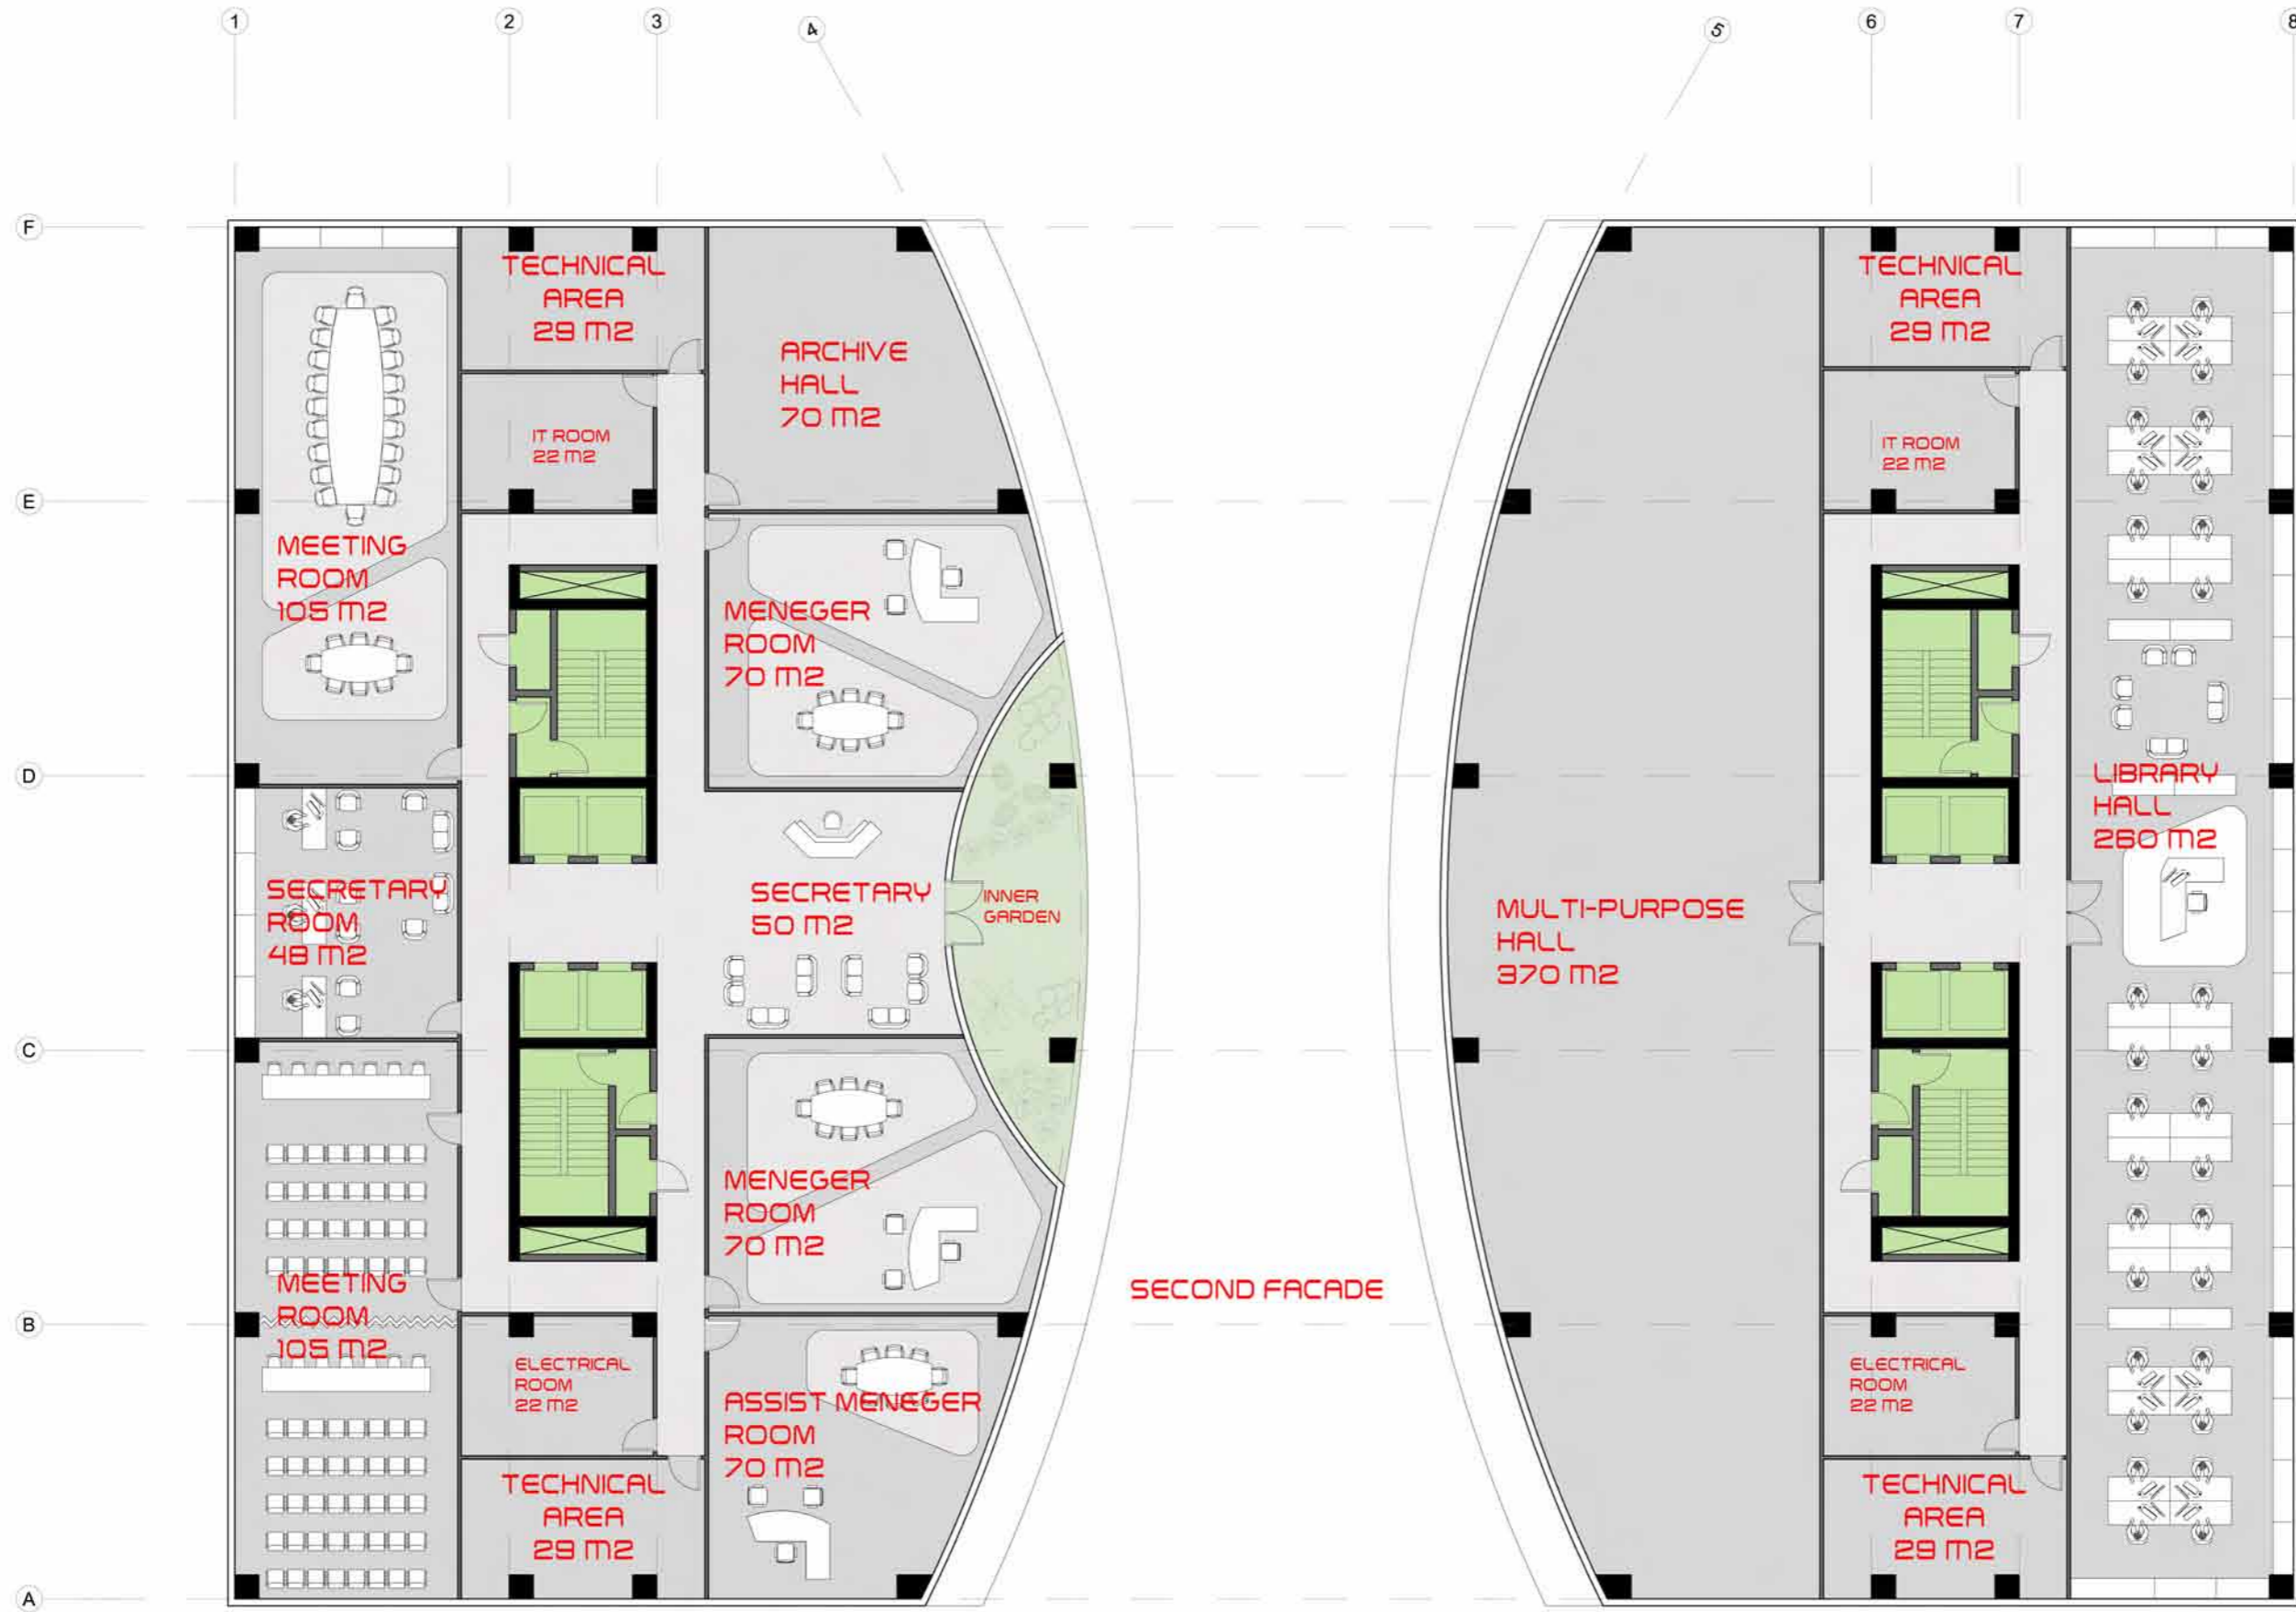 1 2 3 4 5 6 7 8
F
E
D
C
B
A
TECHNICAL
AREA
29 m2
ARCHIVE
HALL
70 m2
IT ROOM
22 m2
MEETING
ROOM
105 m2
MENEGER
ROOM
70 m2
SECRETARY
ROOM
48 m2
SECRETARY
50 m2
INNER
GARDEN
MENEGER
ROOM
70 m2
MEETING
ROOM
105 m2
ELECTRICAL
ROOM
22 m2
ASSIST MENEGER
ROOM
70 m2
TECHNICAL
AREA
29 m2
SECOND FACADE
TECHNICAL
AREA
29 m2
IT ROOM
22 m2
LIBRARY
HALL
260 m2
MULTI-PURPOSE
HALL
370 m2
ELECTRICAL
ROOM
22 m2
TECHNICAL
AREA
29 m2